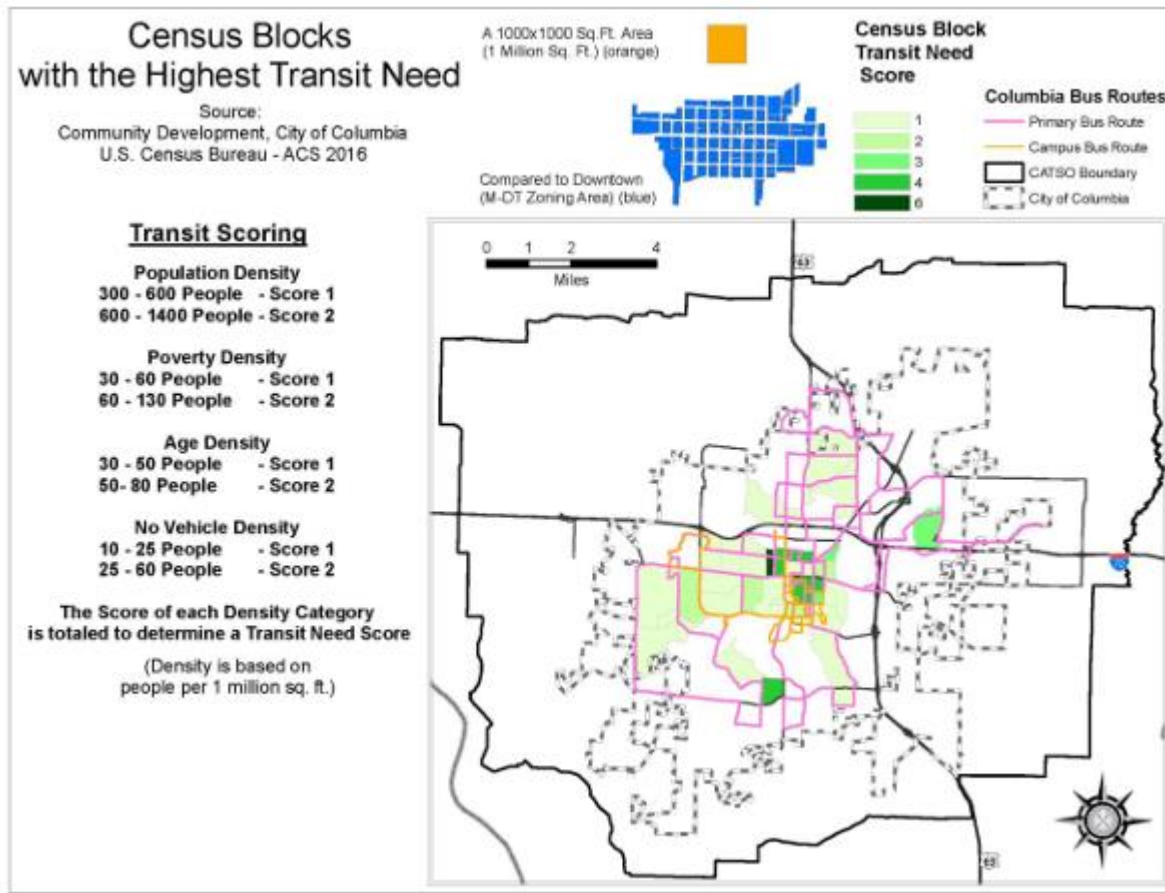 Census Blocks
with the Highest Transit Need
Source:
Community Development, City of Columbia
U.S. Census Bureau - ACS 2016
A 1000x1000 Sq.Ft. Area
(1 Million Sq. Ft.) (orange)
Compared to Downtown
(M-DT Zoning Area) (blue)
Census Block
Transit Need
Score
1
2
3
4
6
Columbia Bus Routes
Primary Bus Route
Campus Bus Route
CATSO Boundary
City of Columbia
Transit Scoring
Population Density
300 - 600 People - Score 1
600 - 1400 People - Score 2
Poverty Density
30 - 60 People - Score 1
60 - 130 People - Score 2
Age Density
30 - 50 People - Score 1
50- 80 People - Score 2
No Vehicle Density
10 - 25 People - Score 1
25 - 60 People - Score 2
The Score of each Density Category
is totaled to determine a Transit Need Score
(Density is based on
people per 1 million sq. ft.)
0 1 2 4
Miles
63
63